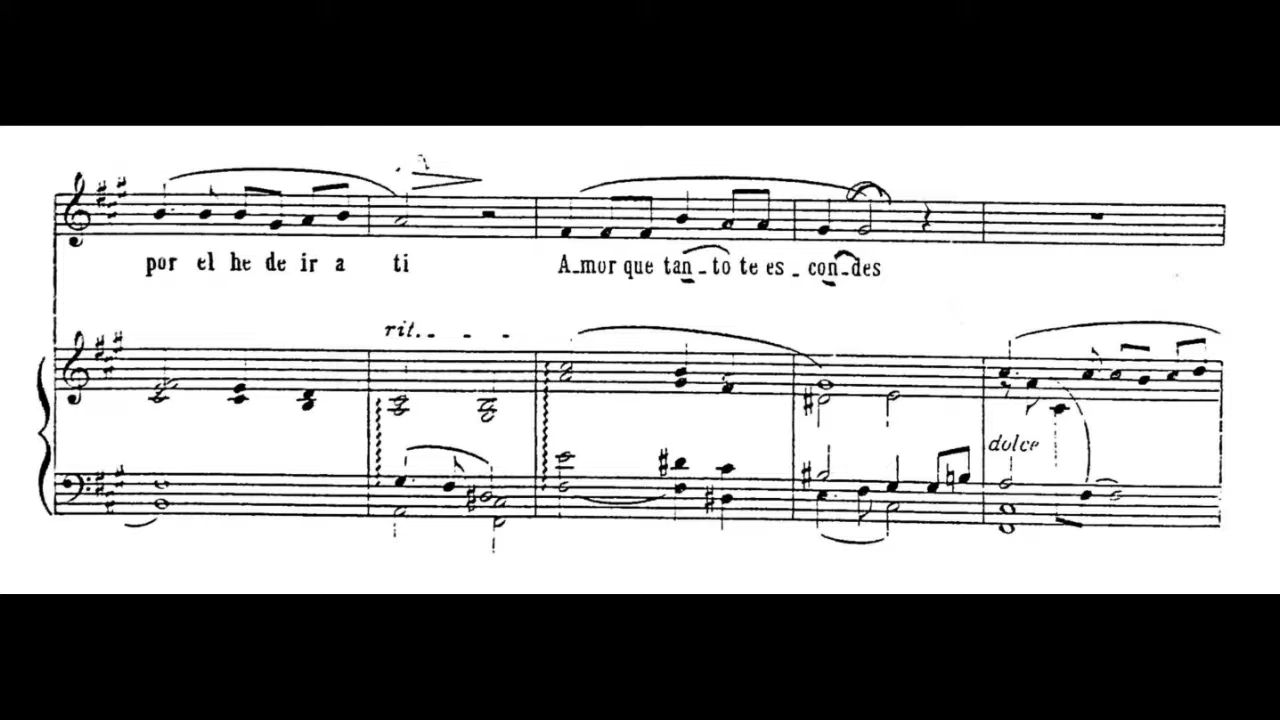 por el he de ir a ti A_mor que tan_to te es_con_des
rit.. - - -
dolce